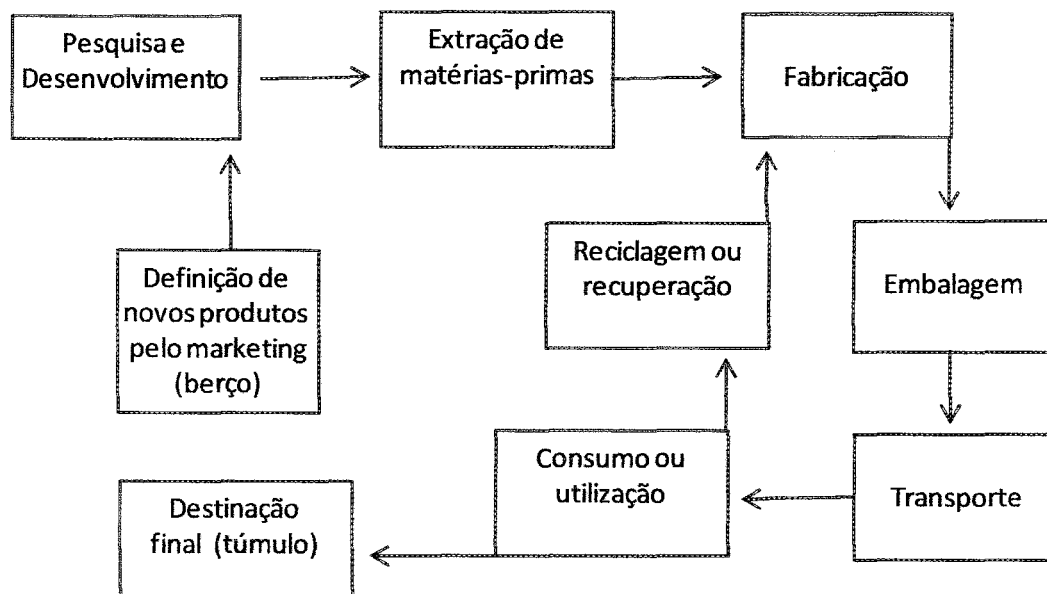 Pesquisa e
Desenvolvimento
Extração de
matérias-primas
Fabricação
Definição de
novos produtos
pelo marketing
(berço)
Reciclagem ou
recuperação
Embalagem
Consumo ou
utilização
Transporte
Destinação
final (túmulo)